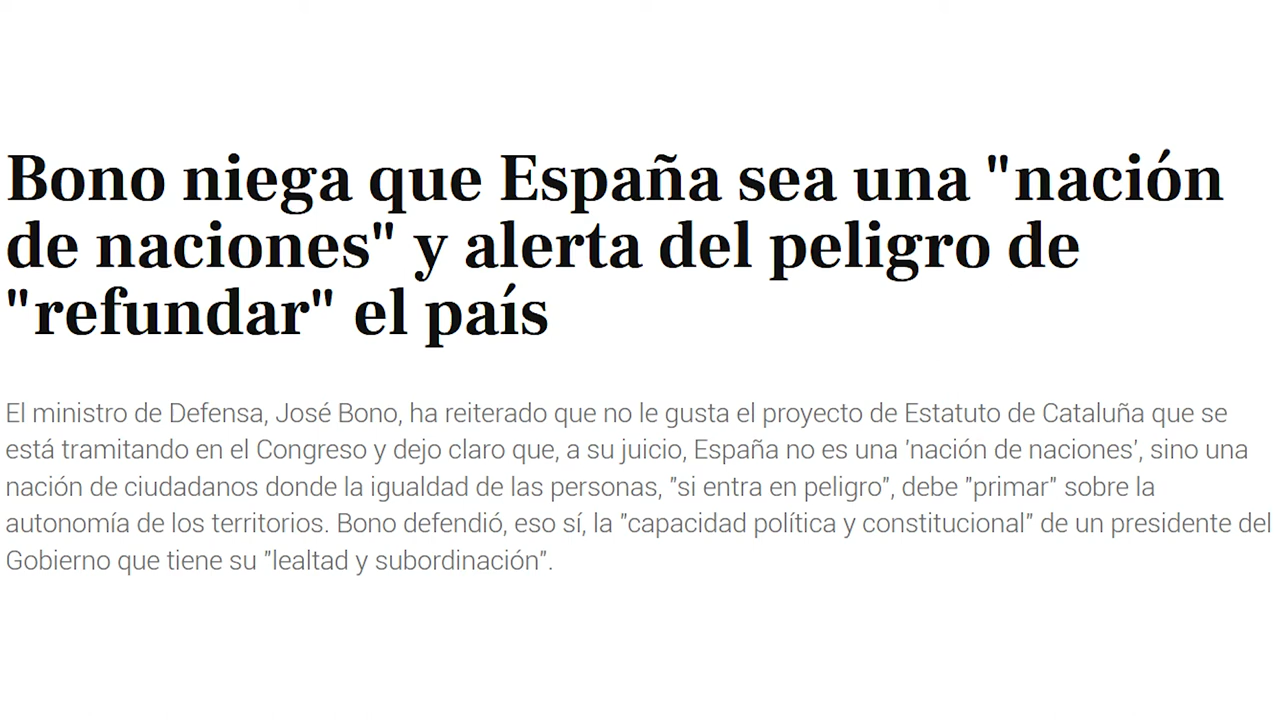 Bono niega que España sea una "nación
de naciones" y alerta del peligro de
"refundar" el país
El ministro de Defensa, José Bono, ha reiterado que no le gusta el proyecto de Estatuto de Cataluña que se
está tramitando en el Congreso y dejo claro que, a su juicio, España no es una 'nación de naciones', sino una
nación de ciudadanos donde la igualdad de las personas, "si entra en peligro", debe "primar" sobre la
autonomía de los territorios. Bono defendió, eso sí, la "capacidad política y constitucional" de un presidente del
Gobierno que tiene su "lealtad y subordinación".